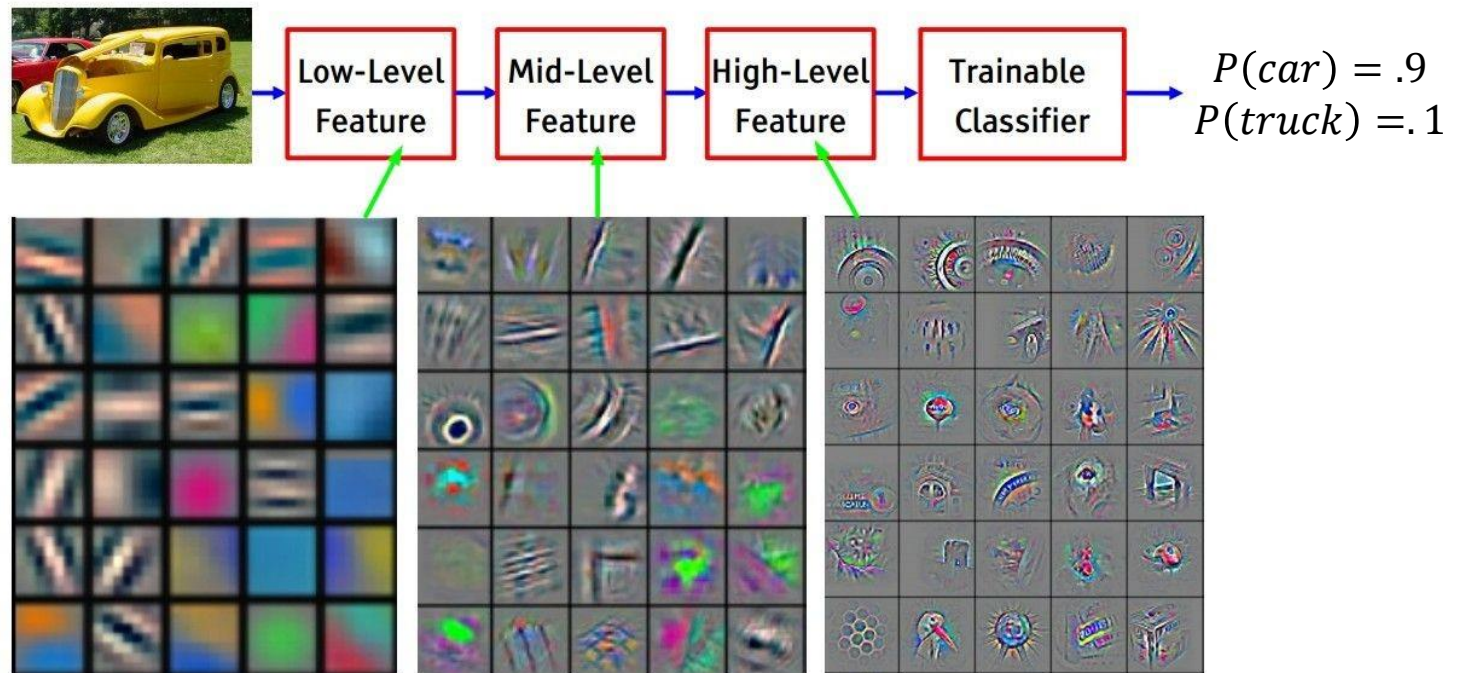 Low-Level
Feature
Mid-Level
Feature
High-Level
Feature
Trainable
Classifier
P(car) = .9
P(truck) =. 1